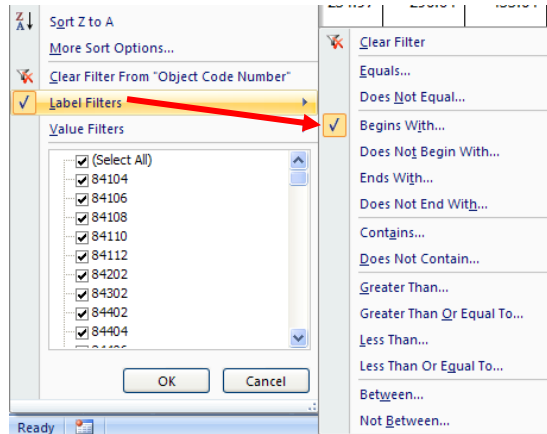 Sort Z to A
More Sort Options...
Clear Filter From "Object Code Number"
Label Filters
Value Filters
(Select All)
84104
84106
84108
84110
84112
84202
84302
84402
84404
OK Cancel
Ready
Clear Filter
Equals...
Does Not Equal...
Begins With...
Does Not Begin With...
Ends With...
Does Not End With...
Contains...
Does Not Contain...
Greater Than...
Greater Than Or Equal To...
Less Than...
Less Than Or Equal To...
Between...
Not Between...